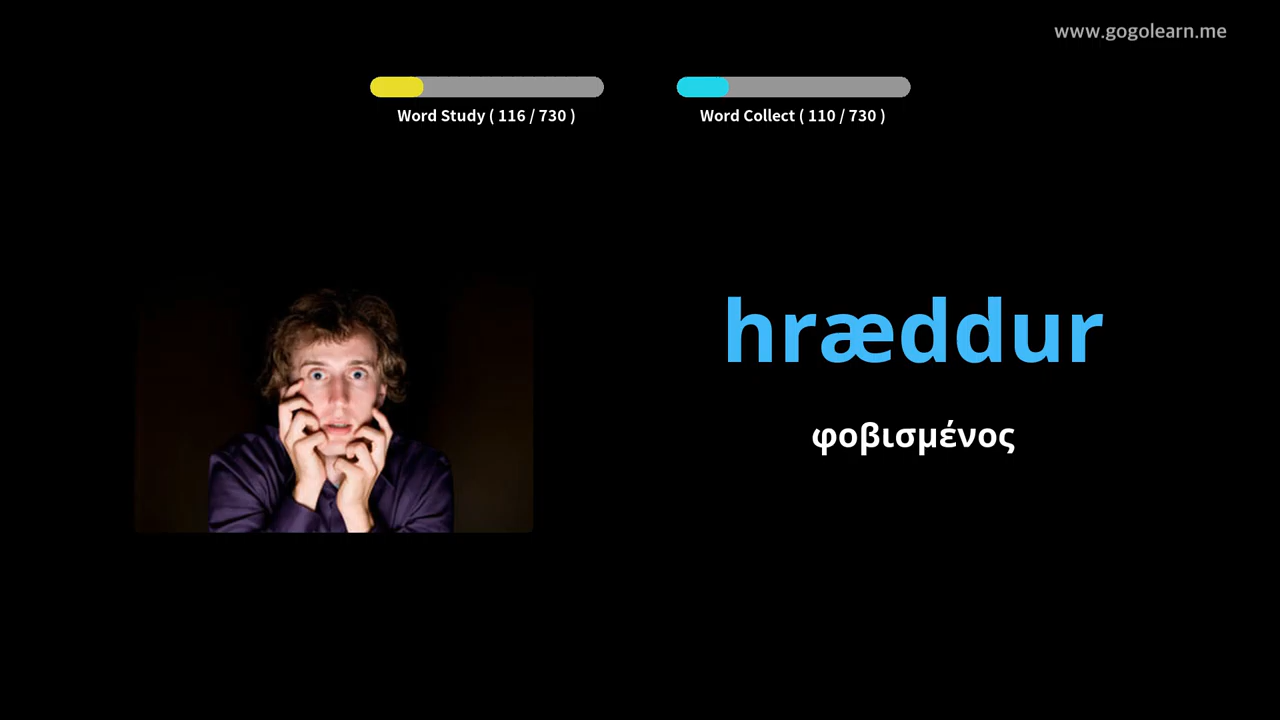 www.gogolearn.me
Word Study ( 116 / 730 )
Word Collect ( 110 / 730 )
hræddur
φοβισμένος